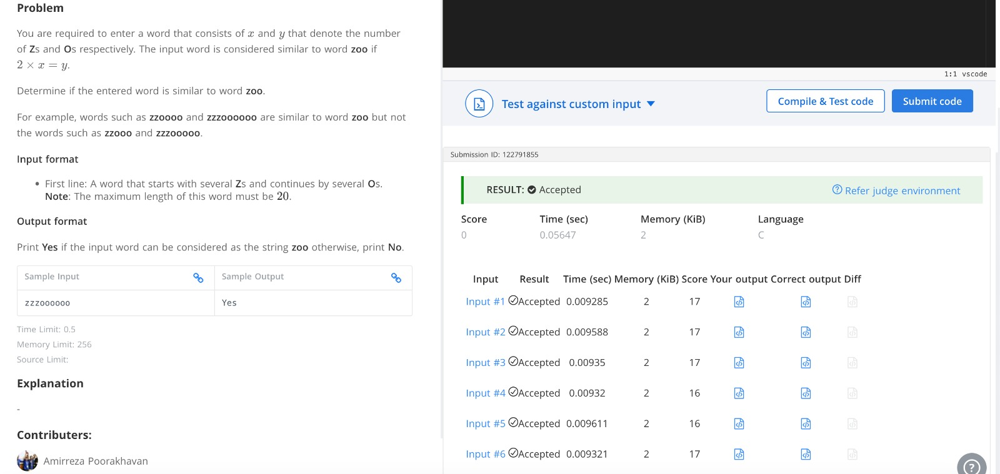 Problem
You are required to enter a word that consists of x and y that denote the number
of Zs and Os respectively. The input word is considered similar to word zoo if
2 × x = y.
Determine if the entered word is similar to word zoo.
For example, words such as zzoooo and zzzoooooo are similar to word zoo but not
the words such as zzooo and zzzooooo.
Input format
• First line: A word that starts with several Zs and continues by several Os.
Note: The maximum length of this word must be 20.
Output format
Print Yes if the input word can be considered as the string zoo otherwise, print No.
Sample Input Sample Output
zzzoooooo Yes
Time Limit: 0.5
Memory Limit: 256
Source Limit:
Explanation
-
Contributers:
Amirreza Poorakhavan
1:1 vscode
Test against custom input Compile & Test code Submit code
Submission ID: 122791855
RESULT: Accepted Refer judge environment
Score Time (sec) Memory (KiB) Language
0 0.05647 2 C
Input Result Time (sec) Memory (KiB) Score Your output Correct output Diff
Input #1 Accepted 0.009285 2 17
Input #2 Accepted 0.009588 2 17
Input #3 Accepted 0.00935 2 17
Input #4 Accepted 0.00932 2 16
Input #5 Accepted 0.009611 2 16
Input #6 Accepted 0.009321 2 17